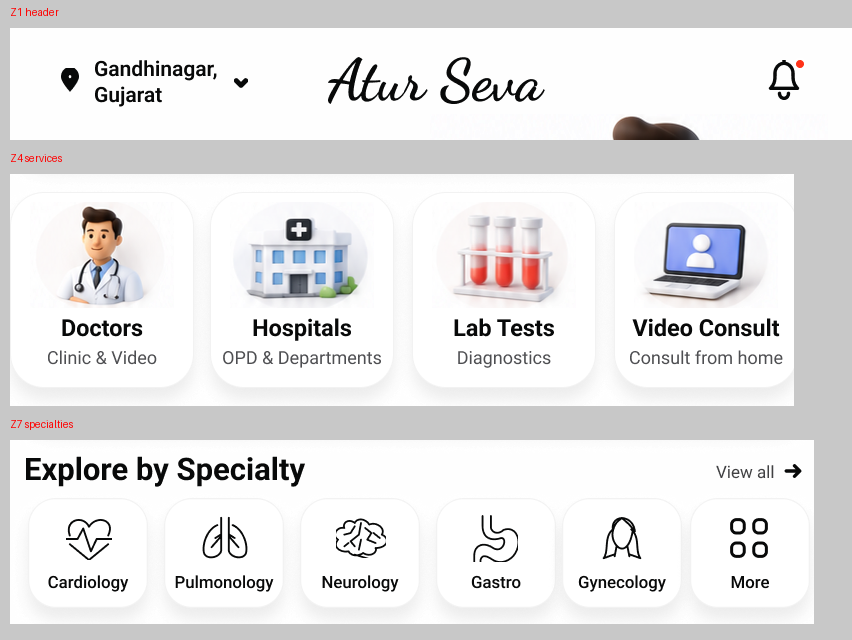 Z1 header
Gandhinagar,
Gujarat
Atur Seva
Z4 services
Doctors
Clinic & Video
Hospitals
OPD & Departments
Lab Tests
Diagnostics
Video Consult
Consult from home
Z7 specialties
Explore by Specialty
View all
Cardiology
Pulmonology
Neurology
Gastro
Gynecology
More